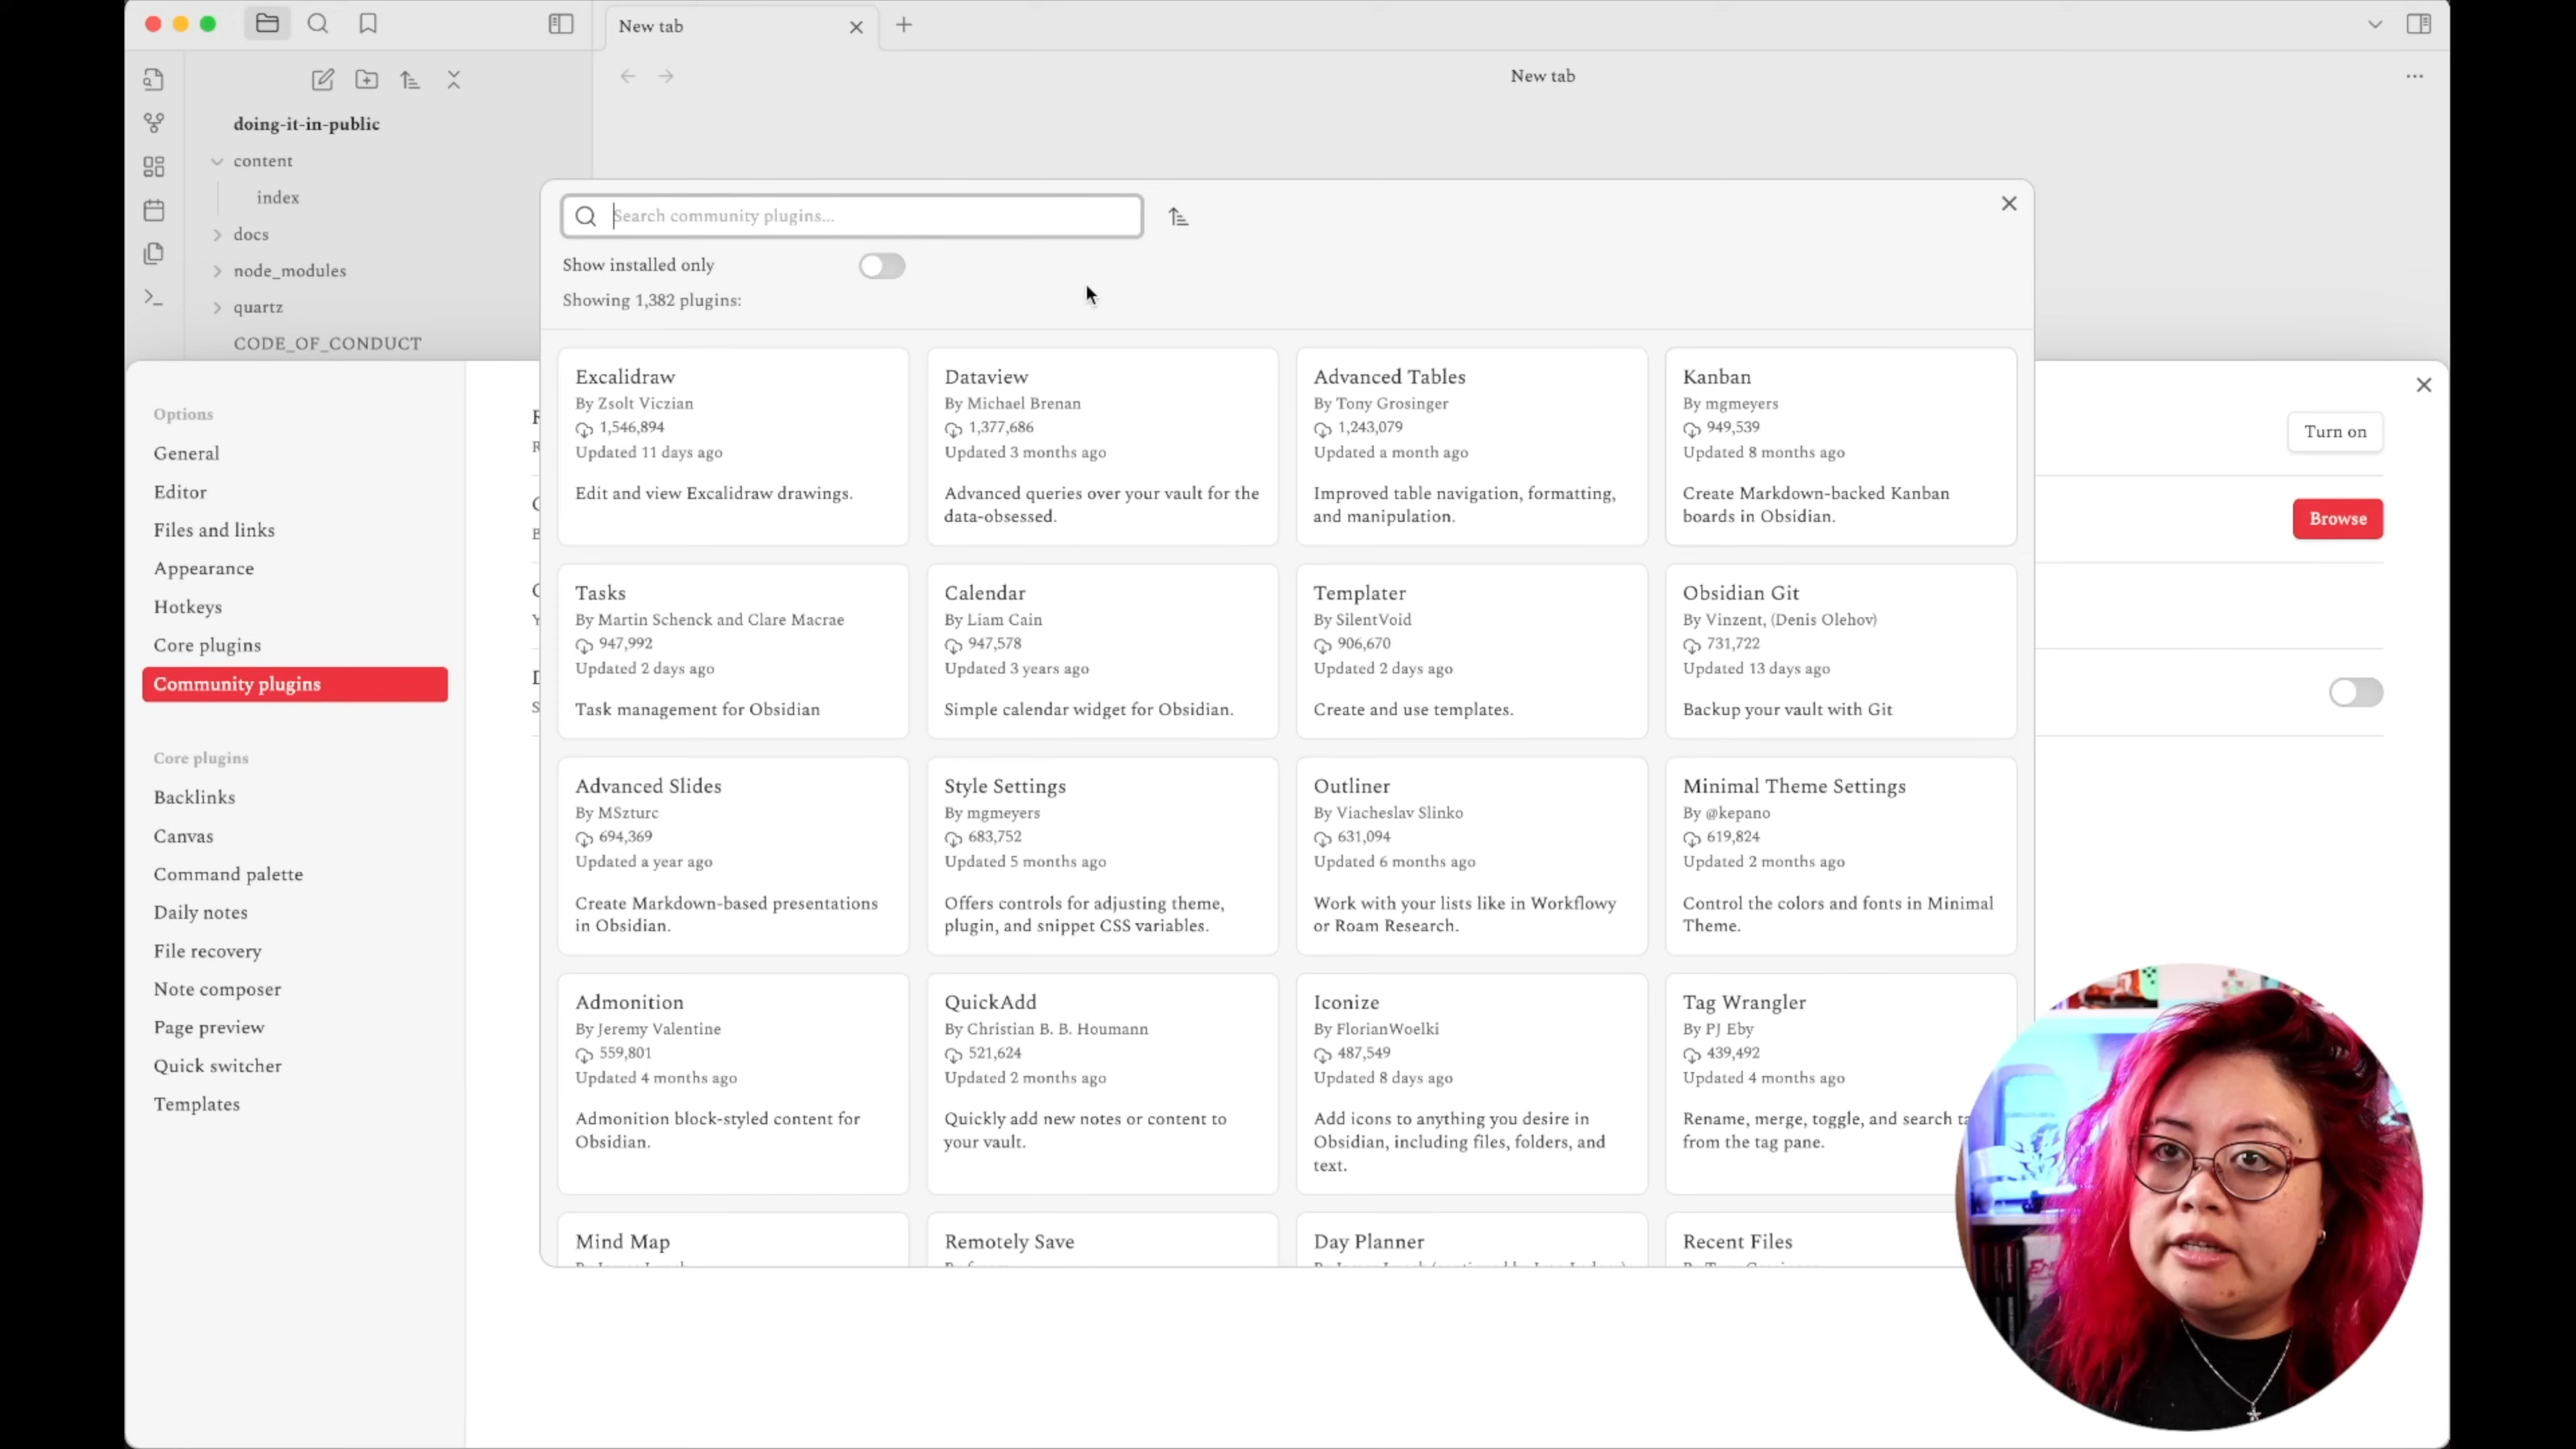 New tab
New tab
doing-it-in-public
content
index
docs
node_modules
quartz
CODE_OF_CONDUCT
Search community plugins...
Show installed only
Showing 1,382 plugins:
Options
General
Editor
Files and links
Appearance
Hotkeys
Core plugins
Community plugins
Core plugins
Backlinks
Canvas
Command palette
Daily notes
File recovery
Note composer
Page preview
Quick switcher
Templates
Turn on
Browse
Excalidraw
By Zsolt Viczian
1,546,894
Updated 11 days ago
Edit and view Excalidraw drawings.
Dataview
By Michael Brenan
1,377,686
Updated 3 months ago
Advanced queries over your vault for the
data-obsessed.
Advanced Tables
By Tony Grosinger
1,243,079
Updated a month ago
Improved table navigation, formatting,
and manipulation.
Kanban
By mgmeyers
949,539
Updated 8 months ago
Create Markdown-backed Kanban
boards in Obsidian.
Tasks
By Martin Schenck and Clare Macrae
947,992
Updated 2 days ago
Task management for Obsidian
Calendar
By Liam Cain
947,578
Updated 3 years ago
Simple calendar widget for Obsidian.
Templater
By SilentVoid
906,670
Updated 2 days ago
Create and use templates.
Obsidian Git
By Vinzent, (Denis Olehov)
731,722
Updated 13 days ago
Backup your vault with Git
Advanced Slides
By MSzturc
694,369
Updated a year ago
Create Markdown-based presentations
in Obsidian.
Style Settings
By mgmeyers
683,752
Updated 5 months ago
Offers controls for adjusting theme,
plugin, and snippet CSS variables.
Outliner
By Viacheslav Slinko
631,094
Updated 6 months ago
Work with your lists like in Workflowy
or Roam Research.
Minimal Theme Settings
By @kepano
619,824
Updated 2 months ago
Control the colors and fonts in Minimal
Theme.
Admonition
By Jeremy Valentine
559,801
Updated 4 months ago
Admonition block-styled content for
Obsidian.
QuickAdd
By Christian B. B. Houmann
521,624
Updated 2 months ago
Quickly add new notes or content to
your vault.
Iconize
By FlorianWoelki
487,549
Updated 8 days ago
Add icons to anything you desire in
Obsidian, including files, folders, and
text.
Tag Wrangler
By PJ Eby
439,492
Updated 4 months ago
Rename, merge, toggle, and search
from the tag pane.
Mind Map
Remotely Save
Day Planner
Recent Files